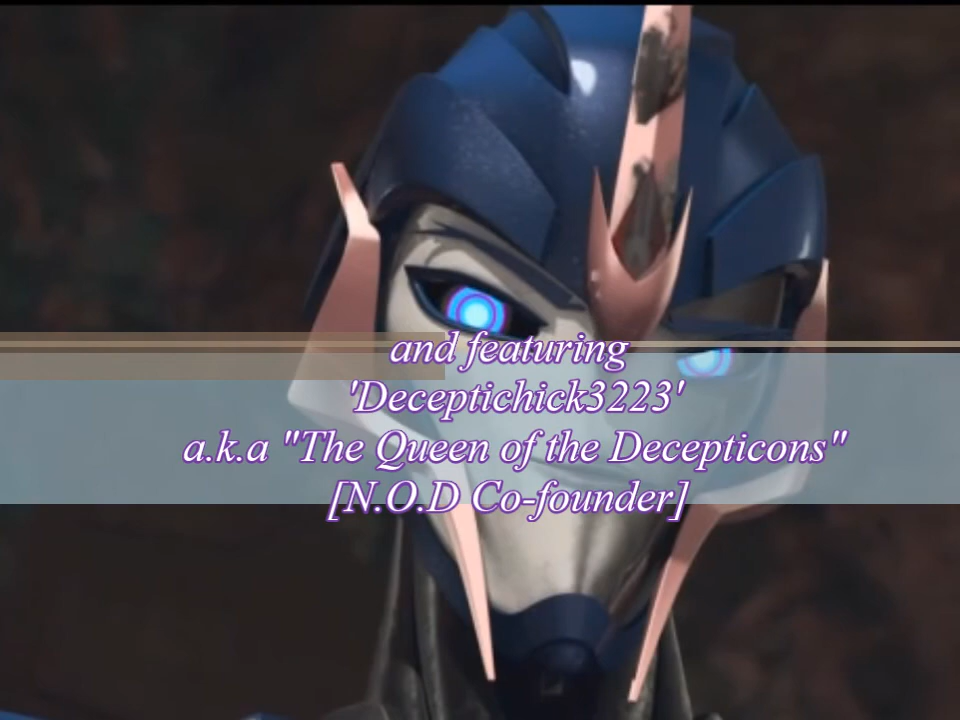 and featuring
'Deceptichick3223'
a.k.a "The Queen of the Decepticons"
[N.O.D Co-founder]